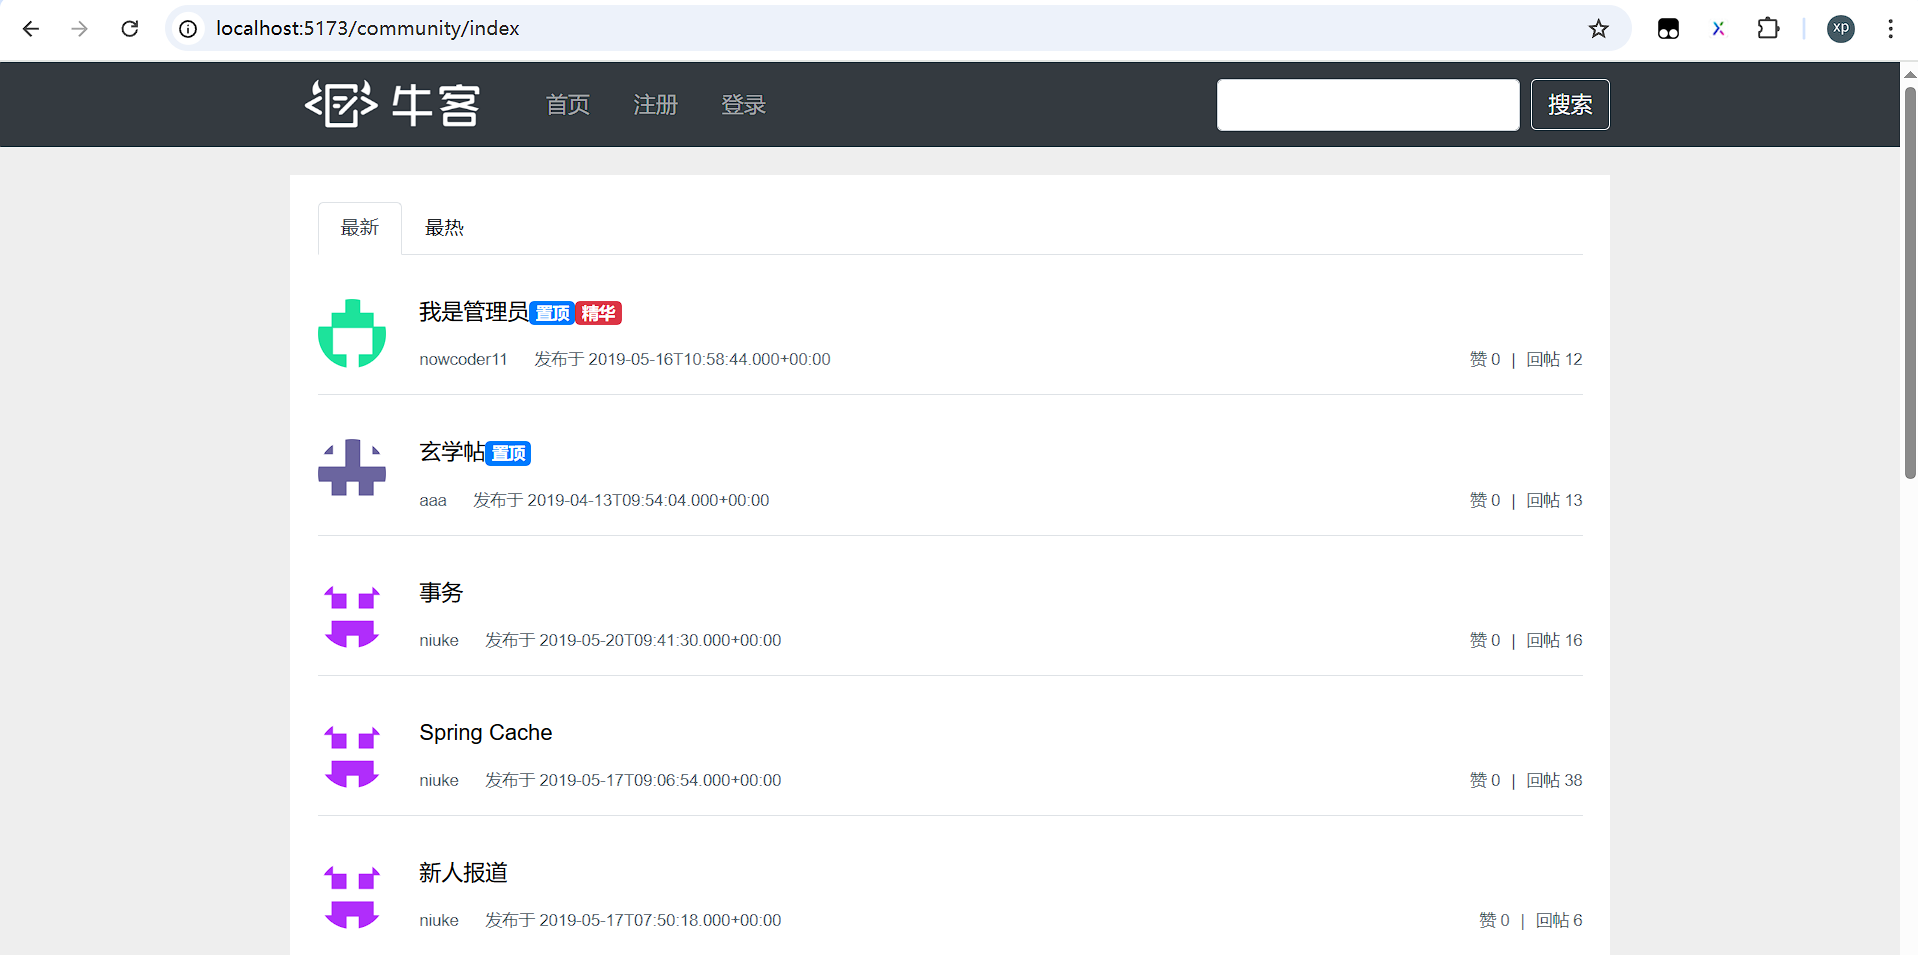 localhost:5173/community/index
xp
牛客 首页 注册 登录 搜索
最新 最热
我是管理员 置顶 精华
nowcoder11 发布于 2019-05-16T10:58:44.000+00:00 赞 0 | 回帖 12
玄学帖 置顶
aaa 发布于 2019-04-13T09:54:04.000+00:00 赞 0 | 回帖 13
事务
niuke 发布于 2019-05-20T09:41:30.000+00:00 赞 0 | 回帖 16
Spring Cache
niuke 发布于 2019-05-17T09:06:54.000+00:00 赞 0 | 回帖 38
新人报道
niuke 发布于 2019-05-17T07:50:18.000+00:00 赞 0 | 回帖 6